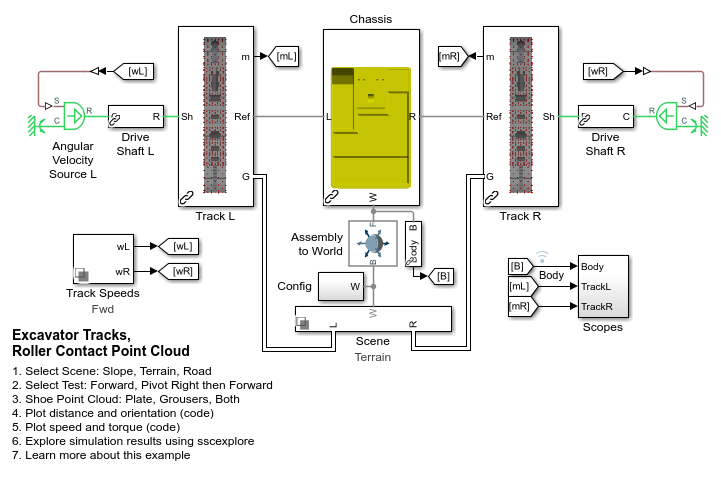 Chassis
[wL]
m
[mL]
[mR]
m
[wR]
S
C
R
Drive
Shaft L
C
R
Sh
Ref
L
R
Ref
Sh
Drive
Shaft R
C
R
S
C
Angular
Velocity
Source L
G
Track L
W
G
Track R
Assembly
to World
F
B
B
Body
[B]
wL
[wL]
wR
[wR]
Track Speeds
Fwd
Config
W
W
L
R
Scene
Terrain
[B]
Body
Body
[mL]
TrackL
[mR]
TrackR
Scopes
Excavator Tracks,
Roller Contact Point Cloud
1. Select Scene: Slope, Terrain, Road
2. Select Test: Forward, Pivot Right then Forward
3. Shoe Point Cloud: Plate, Grousers, Both
4. Plot distance and orientation (code)
5. Plot speed and torque (code)
6. Explore simulation results using sscexplore
7. Learn more about this example